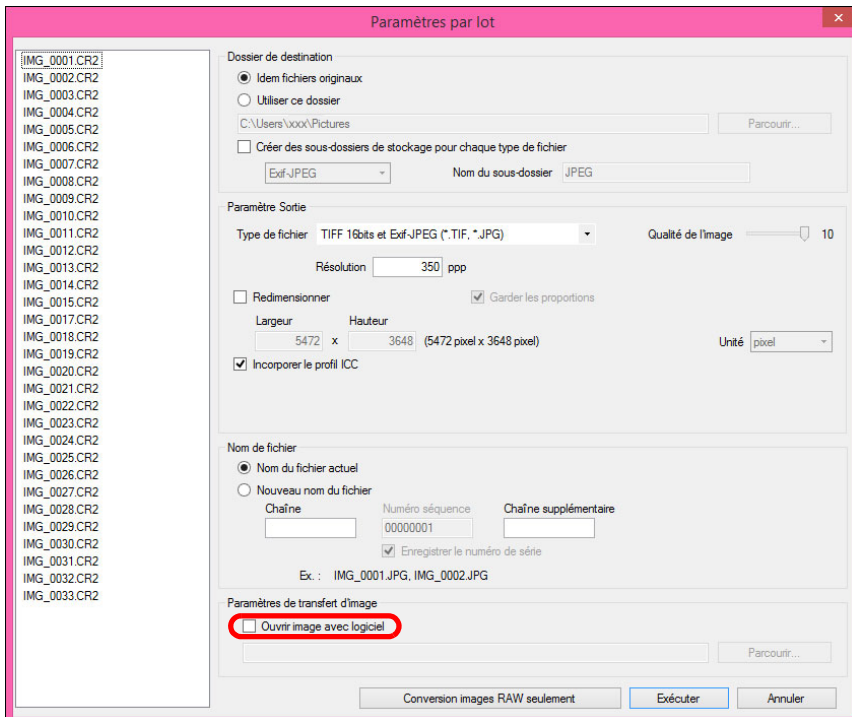 Paramètres par lot
IMG_0001.CR2
IMG_0002.CR2
IMG_0003.CR2
IMG_0004.CR2
IMG_0005.CR2
IMG_0006.CR2
IMG_0007.CR2
IMG_0008.CR2
IMG_0009.CR2
IMG_0010.CR2
IMG_0011.CR2
IMG_0012.CR2
IMG_0013.CR2
IMG_0014.CR2
IMG_0015.CR2
IMG_0017.CR2
IMG_0018.CR2
IMG_0019.CR2
IMG_0020.CR2
IMG_0021.CR2
IMG_0022.CR2
IMG_0023.CR2
IMG_0024.CR2
IMG_0025.CR2
IMG_0026.CR2
IMG_0027.CR2
IMG_0028.CR2
IMG_0029.CR2
IMG_0030.CR2
IMG_0031.CR2
IMG_0032.CR2
IMG_0033.CR2
Dossier de destination
Idem fichiers originaux
Utiliser ce dossier
C:\Users\xxx\Pictures Parcourir...
Créer des sous-dossiers de stockage pour chaque type de fichier
Exif-JPEG Nom du sous-dossier JPEG
Paramètre Sortie
Type de fichier TIFF 16bits et Exif-JPEG (*.TIF, *.JPG) Qualité de l'image 10
Résolution 350 ppp
Redimensionner Garder les proportions
Largeur Hauteur
5472 x 3648 (5472 pixel x 3648 pixel) Unité pixel
Incorporer le profil ICC
Nom de fichier
Nom du fichier actuel
Nouveau nom du fichier
Chaîne Numéro séquence Chaîne supplémentaire
00000001
Enregistrer le numéro de série
Ex. : IMG_0001.JPG, IMG_0002.JPG
Paramètres de transfert d'image
Ouvrir image avec logiciel
Parcourir...
Conversion images RAW seulement Exécuter Annuler